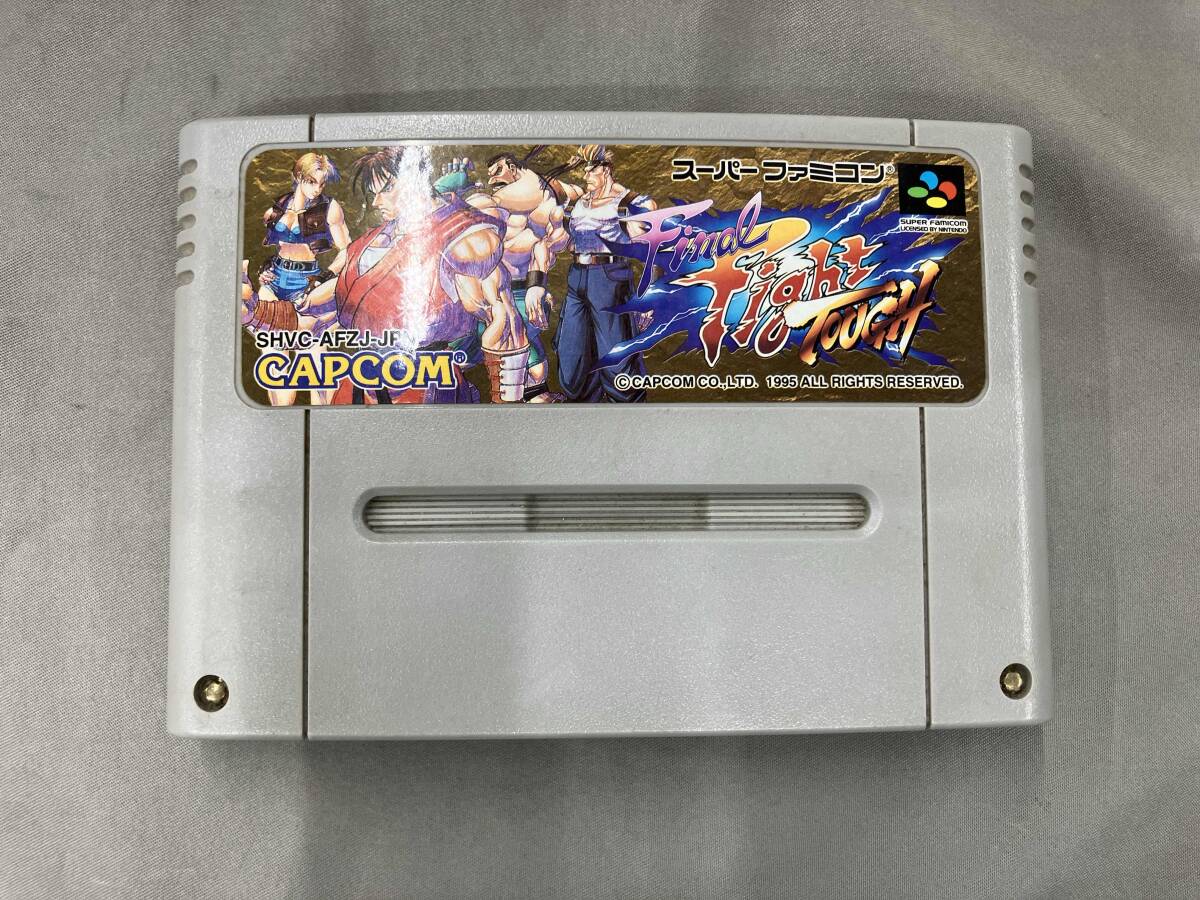 スーパーファミコン®
SUPER FAMICOM
LICENSED BY NINTENDO
Final Fight
TOUGH
SHVC-AFZJ-JPN
CAPCOM®
©CAPCOM CO., LTD. 1995 ALL RIGHTS RESERVED.